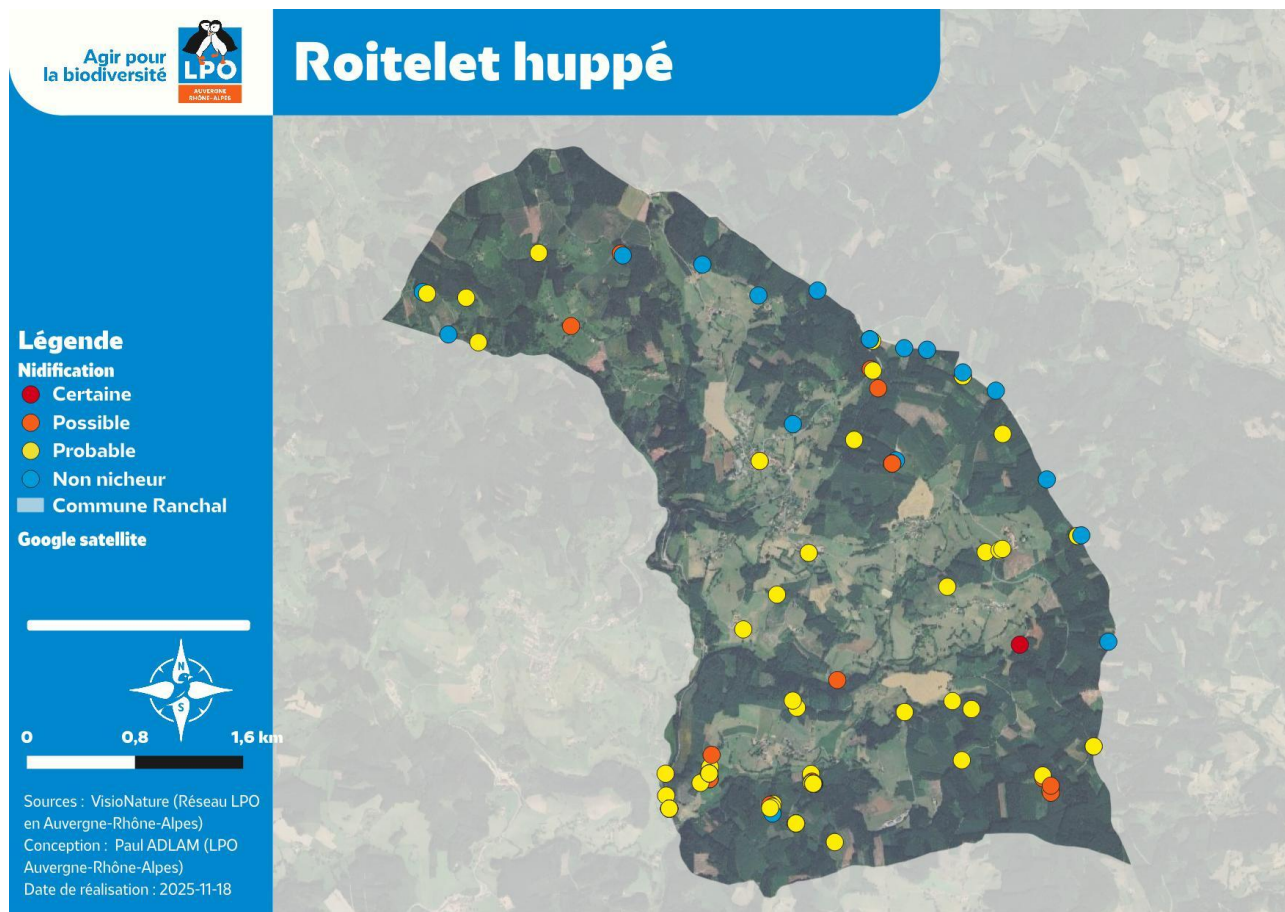 Agir pour
la biodiversité
LPO
AUVERGNE
RHÔNE-ALPES
Roitelet huppé
Légende
Nidification
Certaine
Possible
Probable
Non nicheur
Commune Ranchal
Google satellite
N
S
0 0,8 1,6 km
Sources : VisioNature (Réseau LPO
en Auvergne-Rhône-Alpes)
Conception : Paul ADLAM (LPO
Auvergne-Rhône-Alpes)
Date de réalisation : 2025-11-18